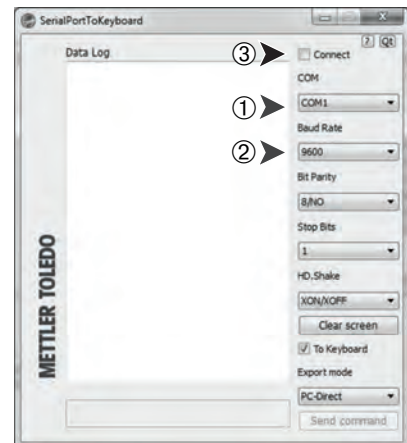 SerialPortToKeyboard
? Qt
Data Log
③ Connect
COM
① COM1
Baud Rate
② 9600
Bit Parity
8/NO
Stop Bits
1
HD.Shake
XON/XOFF
Clear screen
To Keyboard
Export mode
PC-Direct
Send command
METTLER TOLEDO